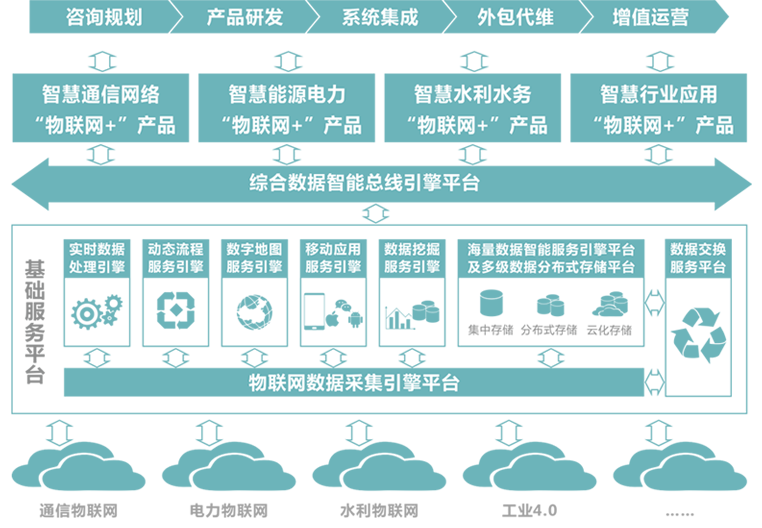 咨询规划
产品研发
系统集成
外包代维
增值运营
智慧通信网络
“物联网+”产品
智慧能源电力
“物联网+”产品
智慧水利水务
“物联网+”产品
智慧行业应用
“物联网+”产品
综合数据智能总线引擎平台
基础服务平台
实时数据
处理引擎
动态流程
服务引擎
数字地图
服务引擎
移动应用
服务引擎
数据挖掘
服务引擎
海量数据智能服务引擎平台
及多级数据分布式存储平台
集中存储
分布式存储
云化存储
数据交换
服务平台
物联网数据采集引擎平台
通信物联网
电力物联网
水利物联网
工业4.0
……